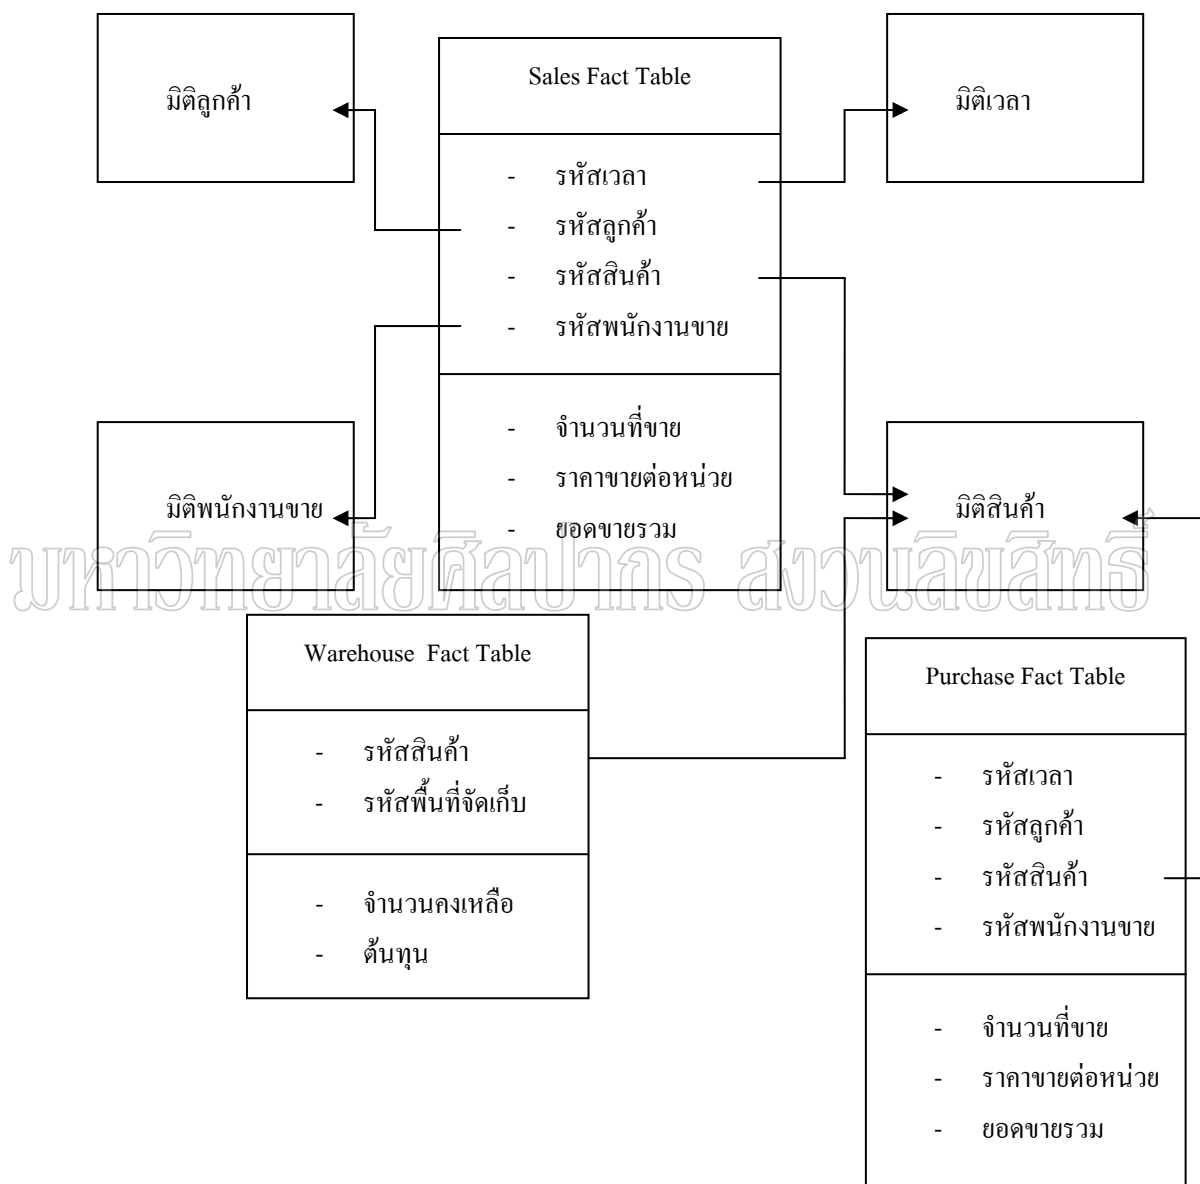 มิติลูกค้า
Sales Fact Table
มิติเวลา
- รหัสเวลา
- รหัสลูกค้า
- รหัสสินค้า
- รหัสพนักงานขาย
- จำนวนที่ขาย
- ราคาขายต่อหน่วย
- ยอดขายรวม
มิติพนักงานขาย
มิติสินค้า
มหาวิทยาลัยศิลปากร สงวนลิขสิทธิ์
Warehouse Fact Table
- รหัสสินค้า
- รหัสพื้นที่จัดเก็บ
- จำนวนคงเหลือ
- ต้นทุน
Purchase Fact Table
- รหัสเวลา
- รหัสลูกค้า
- รหัสสินค้า
- รหัสพนักงานขาย
- จำนวนที่ขาย
- ราคาขายต่อหน่วย
- ยอดขายรวม